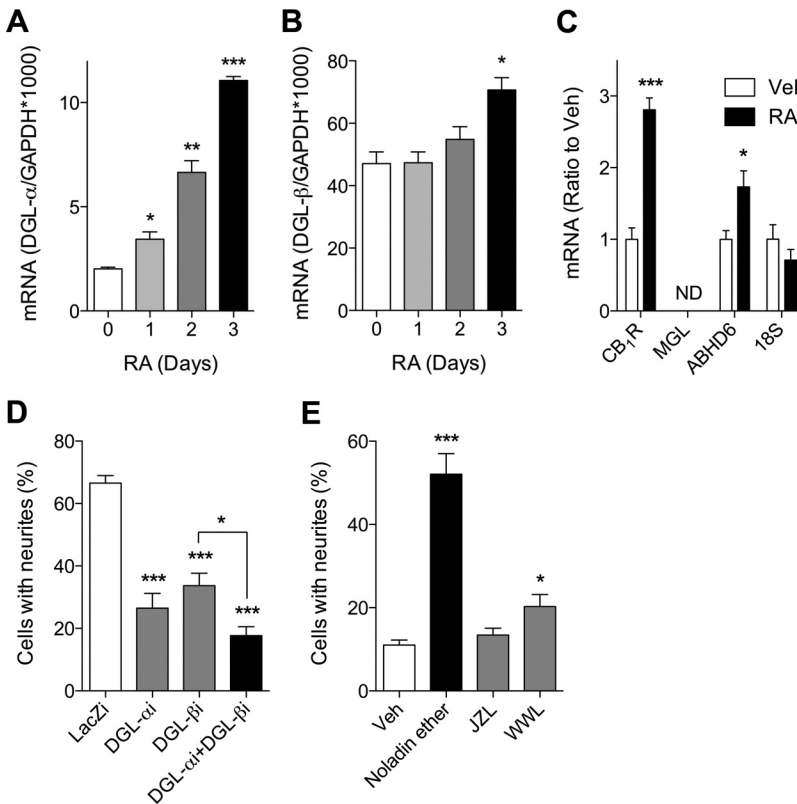 A
mRNA (DGL-α/GAPDH*1000)
10
5
0
*
**
***
0 1 2 3
RA (Days)
B
mRNA (DGL-β/GAPDH*1000)
80
60
40
20
0
*
0 1 2 3
RA (Days)
C
mRNA (Ratio to Veh)
3
2
1
0
***
ND
*
Veh
RA
CB₁R
MGL
ABHD6
18S
D
Cells with neurites (%)
80
60
40
20
0
***
***
***
*
LacZi
DGL-αi
DGL-βi
DGL-αi+DGL-βi
E
Cells with neurites (%)
60
40
20
0
***
*
Veh
Noladin ether
JZL
WWL